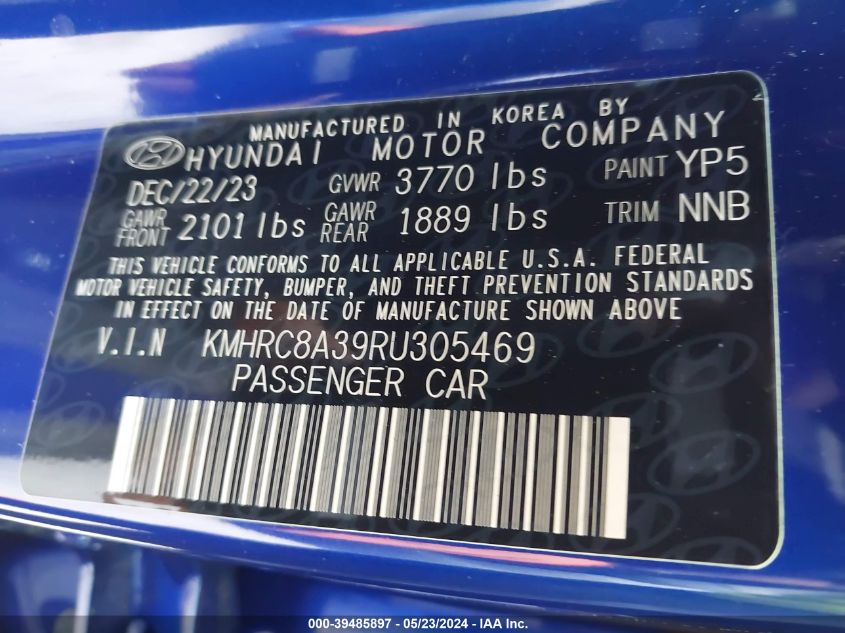 MANUFACTURED IN KOREA BY
HYUNDAI MOTOR COMPANY
DEC/22/23 GVWR 3770 lbs PAINT YP5
GAWR FRONT 2101 lbs GAWR REAR 1889 lbs TRIM NNB
THIS VEHICLE CONFORMS TO ALL APPLICABLE U.S.A. FEDERAL
MOTOR VEHICLE SAFETY, BUMPER, AND THEFT PREVENTION STANDARDS
IN EFFECT ON THE DATE OF MANUFACTURE SHOWN ABOVE
V.I.N KMHRC8A39RU305469
PASSENGER CAR
000-39485897 - 05/23/2024 - IAA Inc.